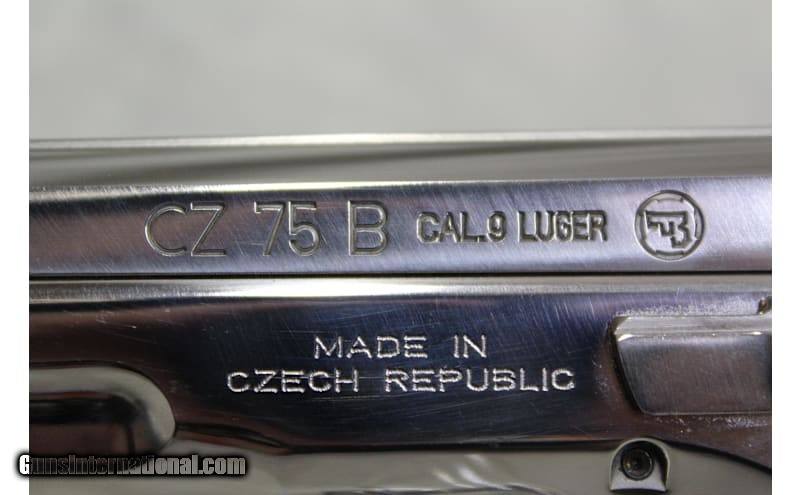 CZ 75 B CAL.9 LUGER
MADE IN
CZECH REPUBLIC
GunsInternational.com